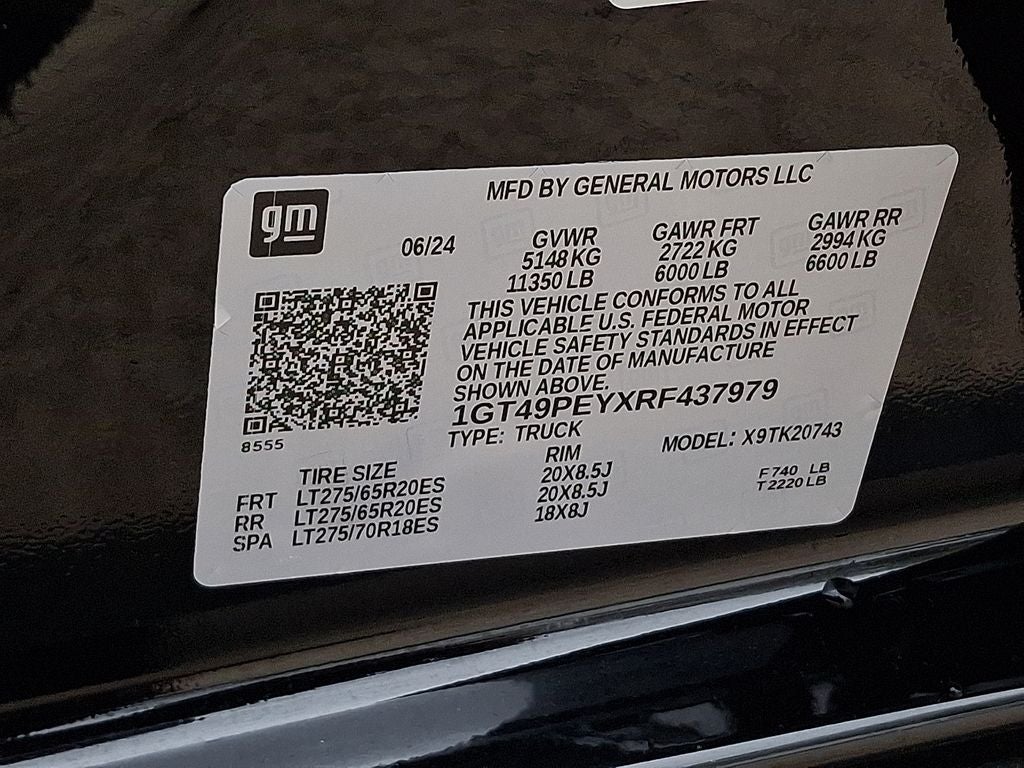 gm
MFD BY GENERAL MOTORS LLC
06/24
GVWR GAWR FRT GAWR RR
5148 KG 2722 KG 2994 KG
11350 LB 6000 LB 6600 LB
THIS VEHICLE CONFORMS TO ALL
APPLICABLE U.S. FEDERAL MOTOR
VEHICLE SAFETY STANDARDS IN EFFECT
ON THE DATE OF MANUFACTURE
SHOWN ABOVE.
1GT49PEYXRF437979
8555
TYPE: TRUCK MODEL: X9TK20743
TIRE SIZE RIM
FRT LT275/65R20ES 20X8.5J F 740 LB
RR LT275/65R20ES 20X8.5J T 2220 LB
SPA LT275/70R18ES 18X8J